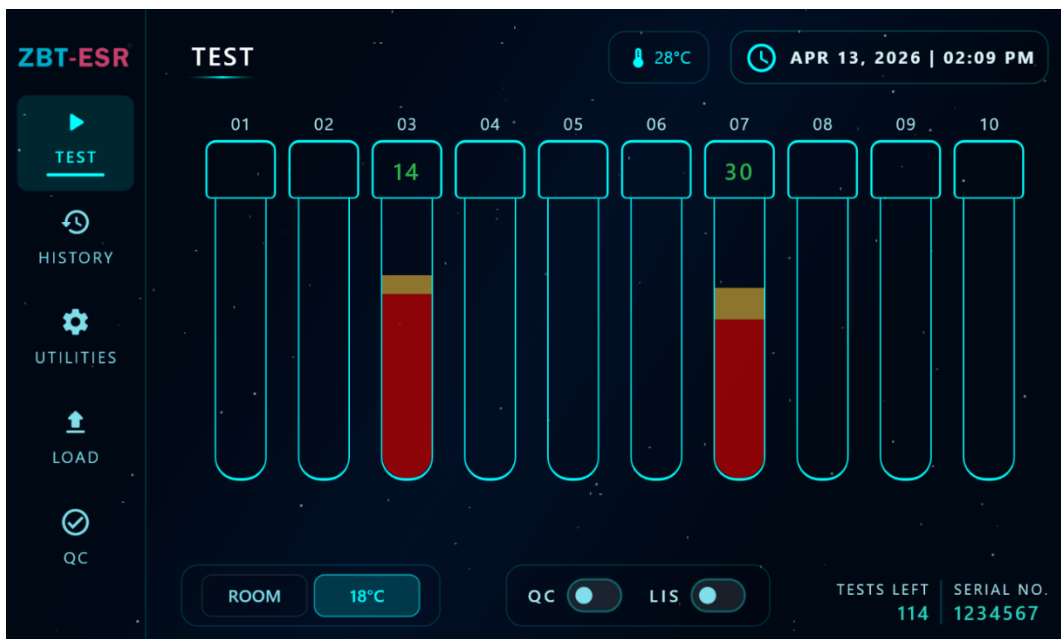 ZBT-ESR
TEST
28°C
APR 13, 2026 | 02:09 PM
TEST
HISTORY
UTILITIES
LOAD
QC
01 02 03 04 05 06 07 08 09 10
14 30
ROOM 18°C
QC LIS
TESTS LEFT
114
SERIAL NO.
1234567